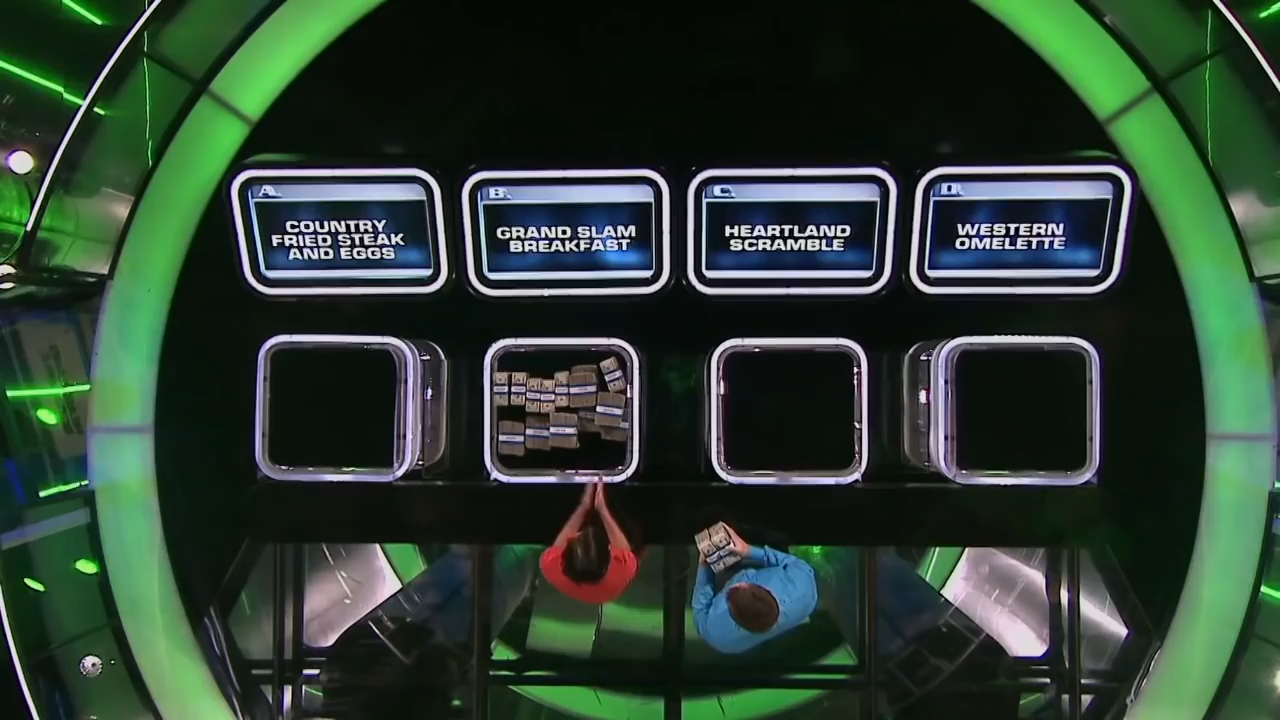 A.
COUNTRY
FRIED STEAK
AND EGGS
B.
GRAND SLAM
BREAKFAST
C.
HEARTLAND
SCRAMBLE
D.
WESTERN
OMELETTE